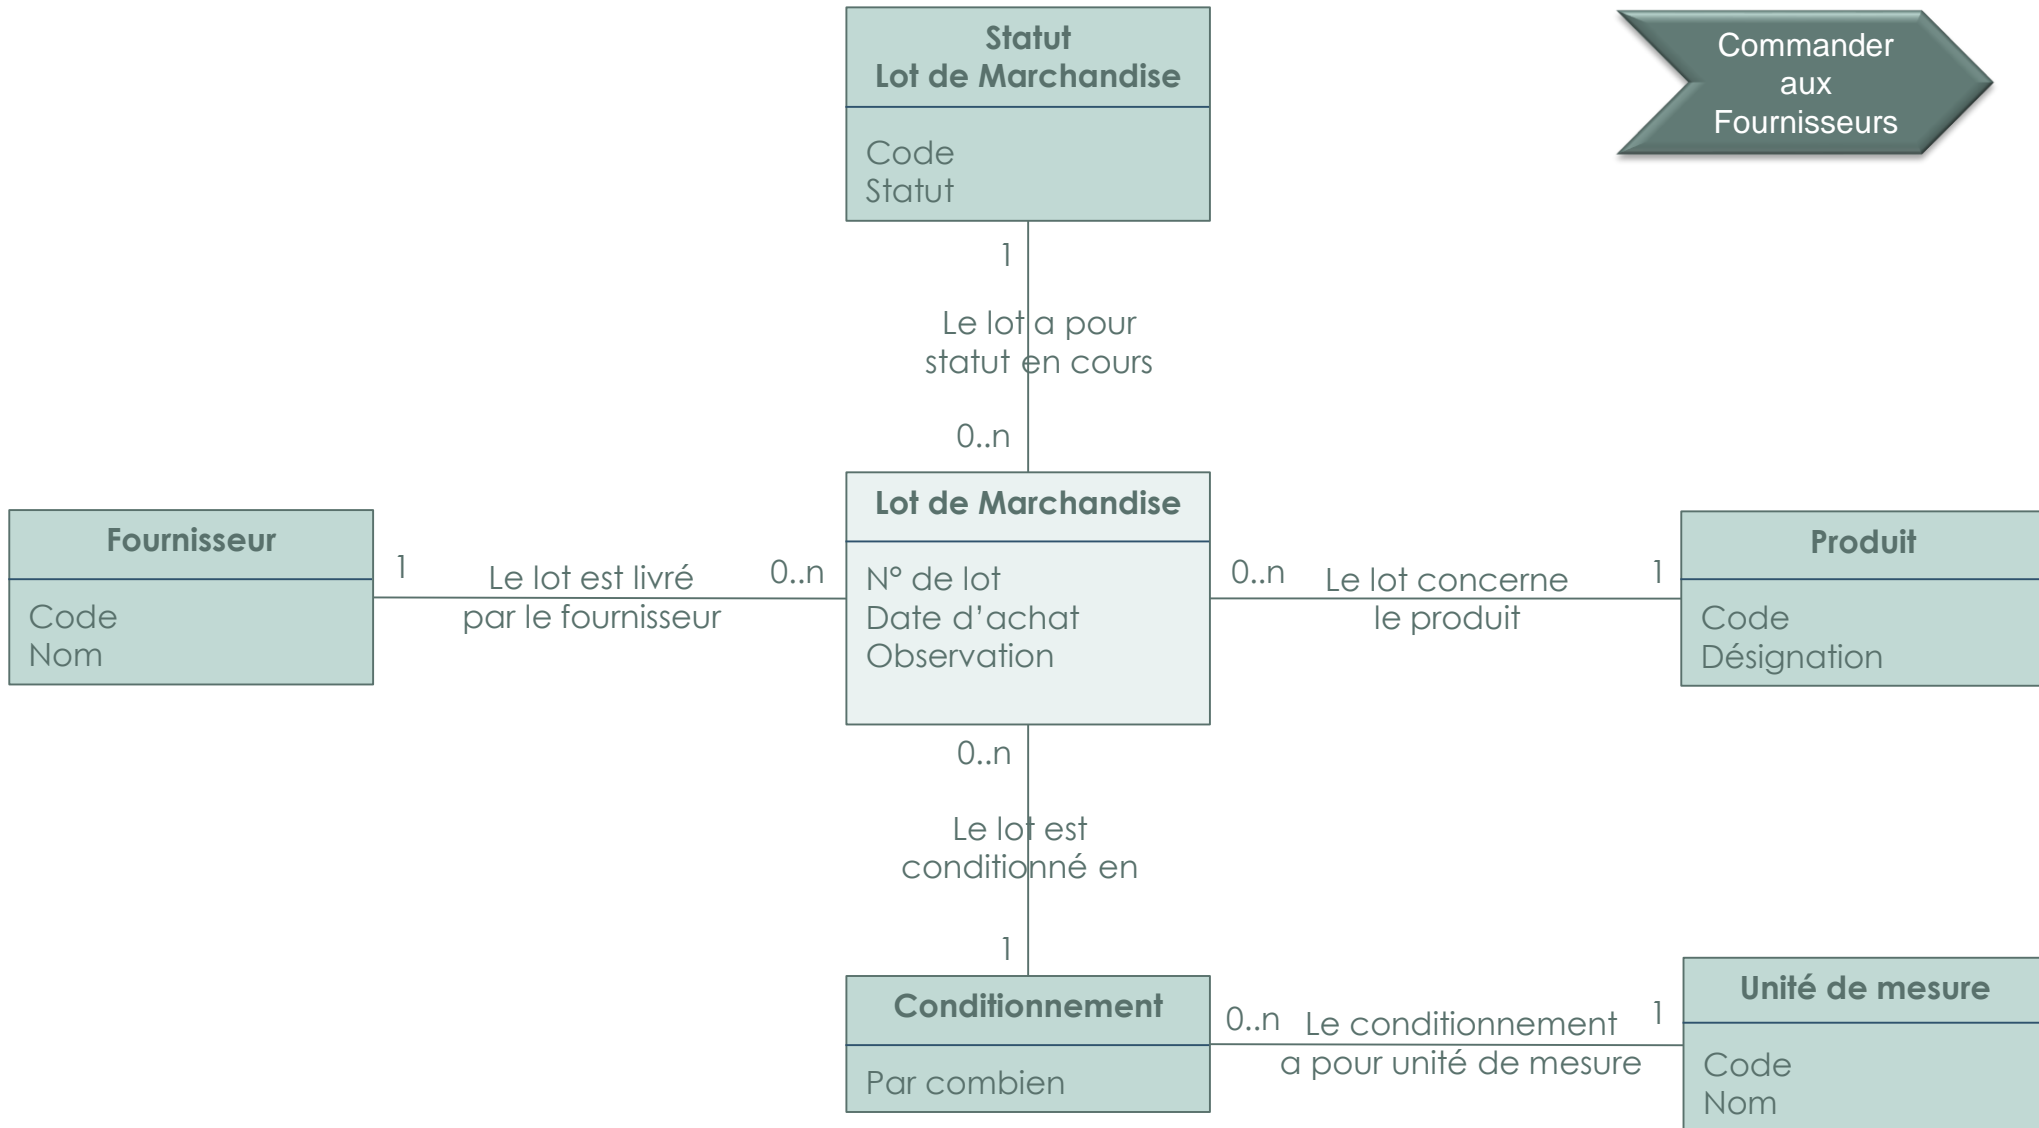 Statut
Lot de Marchandise
Code
Statut
Commander
aux
Fournisseurs
1
Le lot a pour
statut en cours
0..n
Fournisseur
Code
Nom
1
Le lot est livré
par le fournisseur
0..n
Lot de Marchandise
N° de lot
Date d’achat
Observation
0..n
Le lot concerne
le produit
1
Produit
Code
Désignation
0..n
Le lot est
conditionné en
1
Conditionnement
Par combien
0..n
Le conditionnement
a pour unité de mesure
1
Unité de mesure
Code
Nom